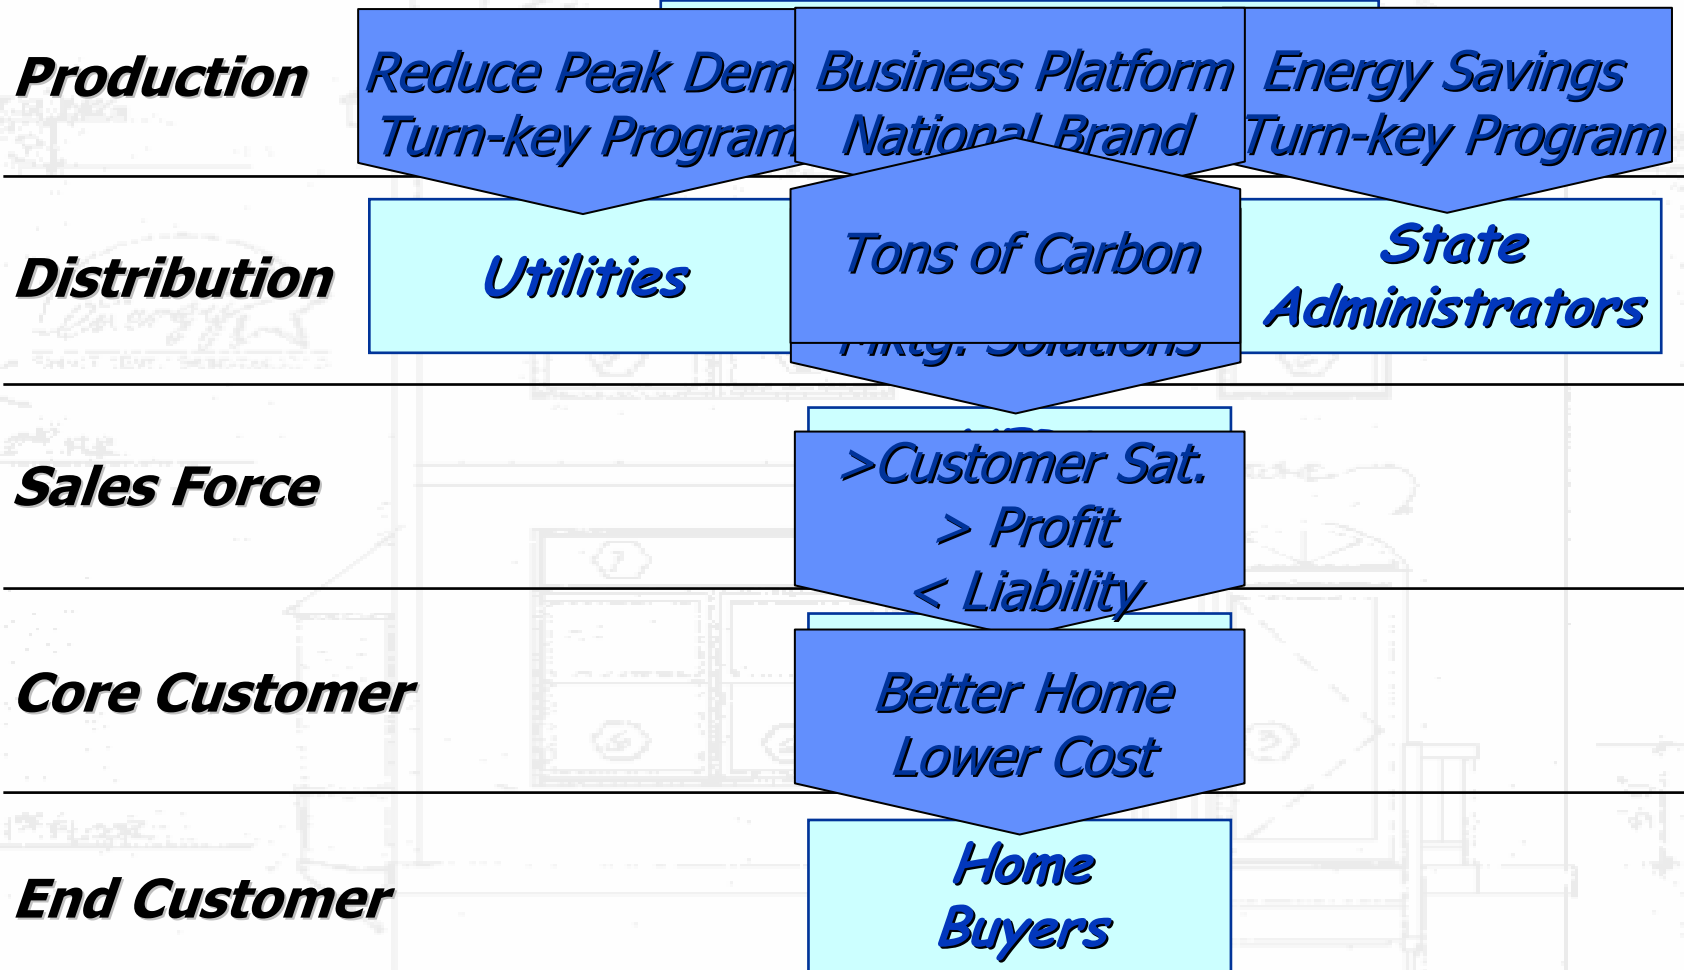 Production
Reduce Peak Dem
Turn-key Program
Business Platform
National Brand
Energy Savings
Turn-key Program
Distribution
Utilities
Tons of Carbon
Mktg. Solutions
State
Administrators
Sales Force
>Customer Sat.
> Profit
< Liability
Core Customer
Better Home
Lower Cost
End Customer
Home
Buyers